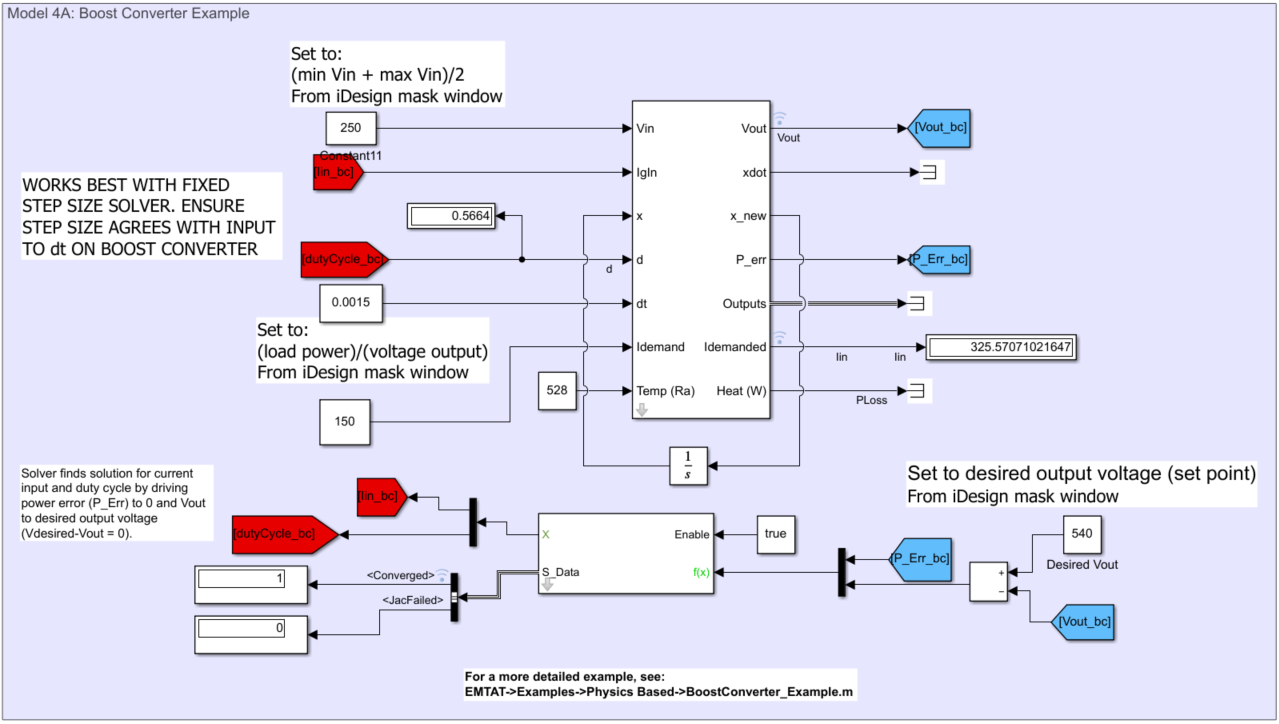 Model 4A: Boost Converter Example
Set to:
(min Vin + max Vin)/2
From iDesign mask window
250
Constant11
[Iin_bc]
WORKS BEST WITH FIXED
STEP SIZE SOLVER. ENSURE
STEP SIZE AGREES WITH INPUT
TO dt ON BOOST CONVERTER
0.5664
[dutyCycle_bc]
d
0.0015
Set to:
(load power)/(voltage output)
From iDesign mask window
528
150
Vin
IgIn
x
d
dt
Idemand
Temp (Ra)
Vout
xdot
x_new
P_err
Outputs
Idemanded
Heat (W)
Vout
[Vout_bc]
[P_Err_bc]
Iin
Iin
325.57071021647
PLoss
1
s
Solver finds solution for current
input and duty cycle by driving
power error (P_Err) to 0 and Vout
to desired output voltage
(Vdesired-Vout = 0).
[Iin_bc]
[dutyCycle_bc]
<Converged>
1
<JacFailed>
0
X
S_Data
Enable
f(x)
true
Set to desired output voltage (set point)
From iDesign mask window
[P_Err_bc]
540
Desired Vout
+
−
[Vout_bc]
For a more detailed example, see:
EMTAT->Examples->Physics Based->BoostConverter_Example.m